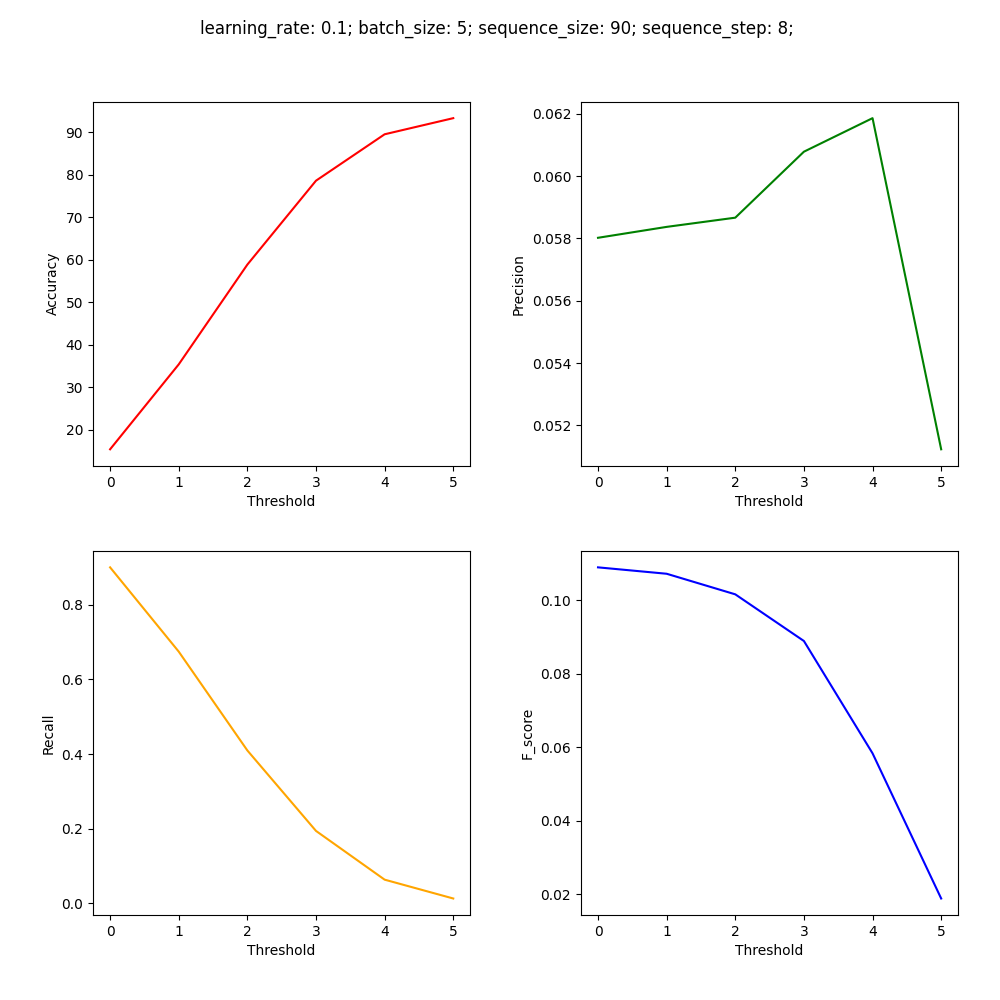 learning_rate: 0.1; batch_size: 5; sequence_size: 90; sequence_step: 8;
Accuracy
90
80
70
60
50
40
30
20
0 1 2 3 4 5
Threshold
Precision
0.062
0.060
0.058
0.056
0.054
0.052
0 1 2 3 4 5
Threshold
Recall
0.8
0.6
0.4
0.2
0.0
0 1 2 3 4 5
Threshold
F_score
0.10
0.08
0.06
0.04
0.02
0 1 2 3 4 5
Threshold